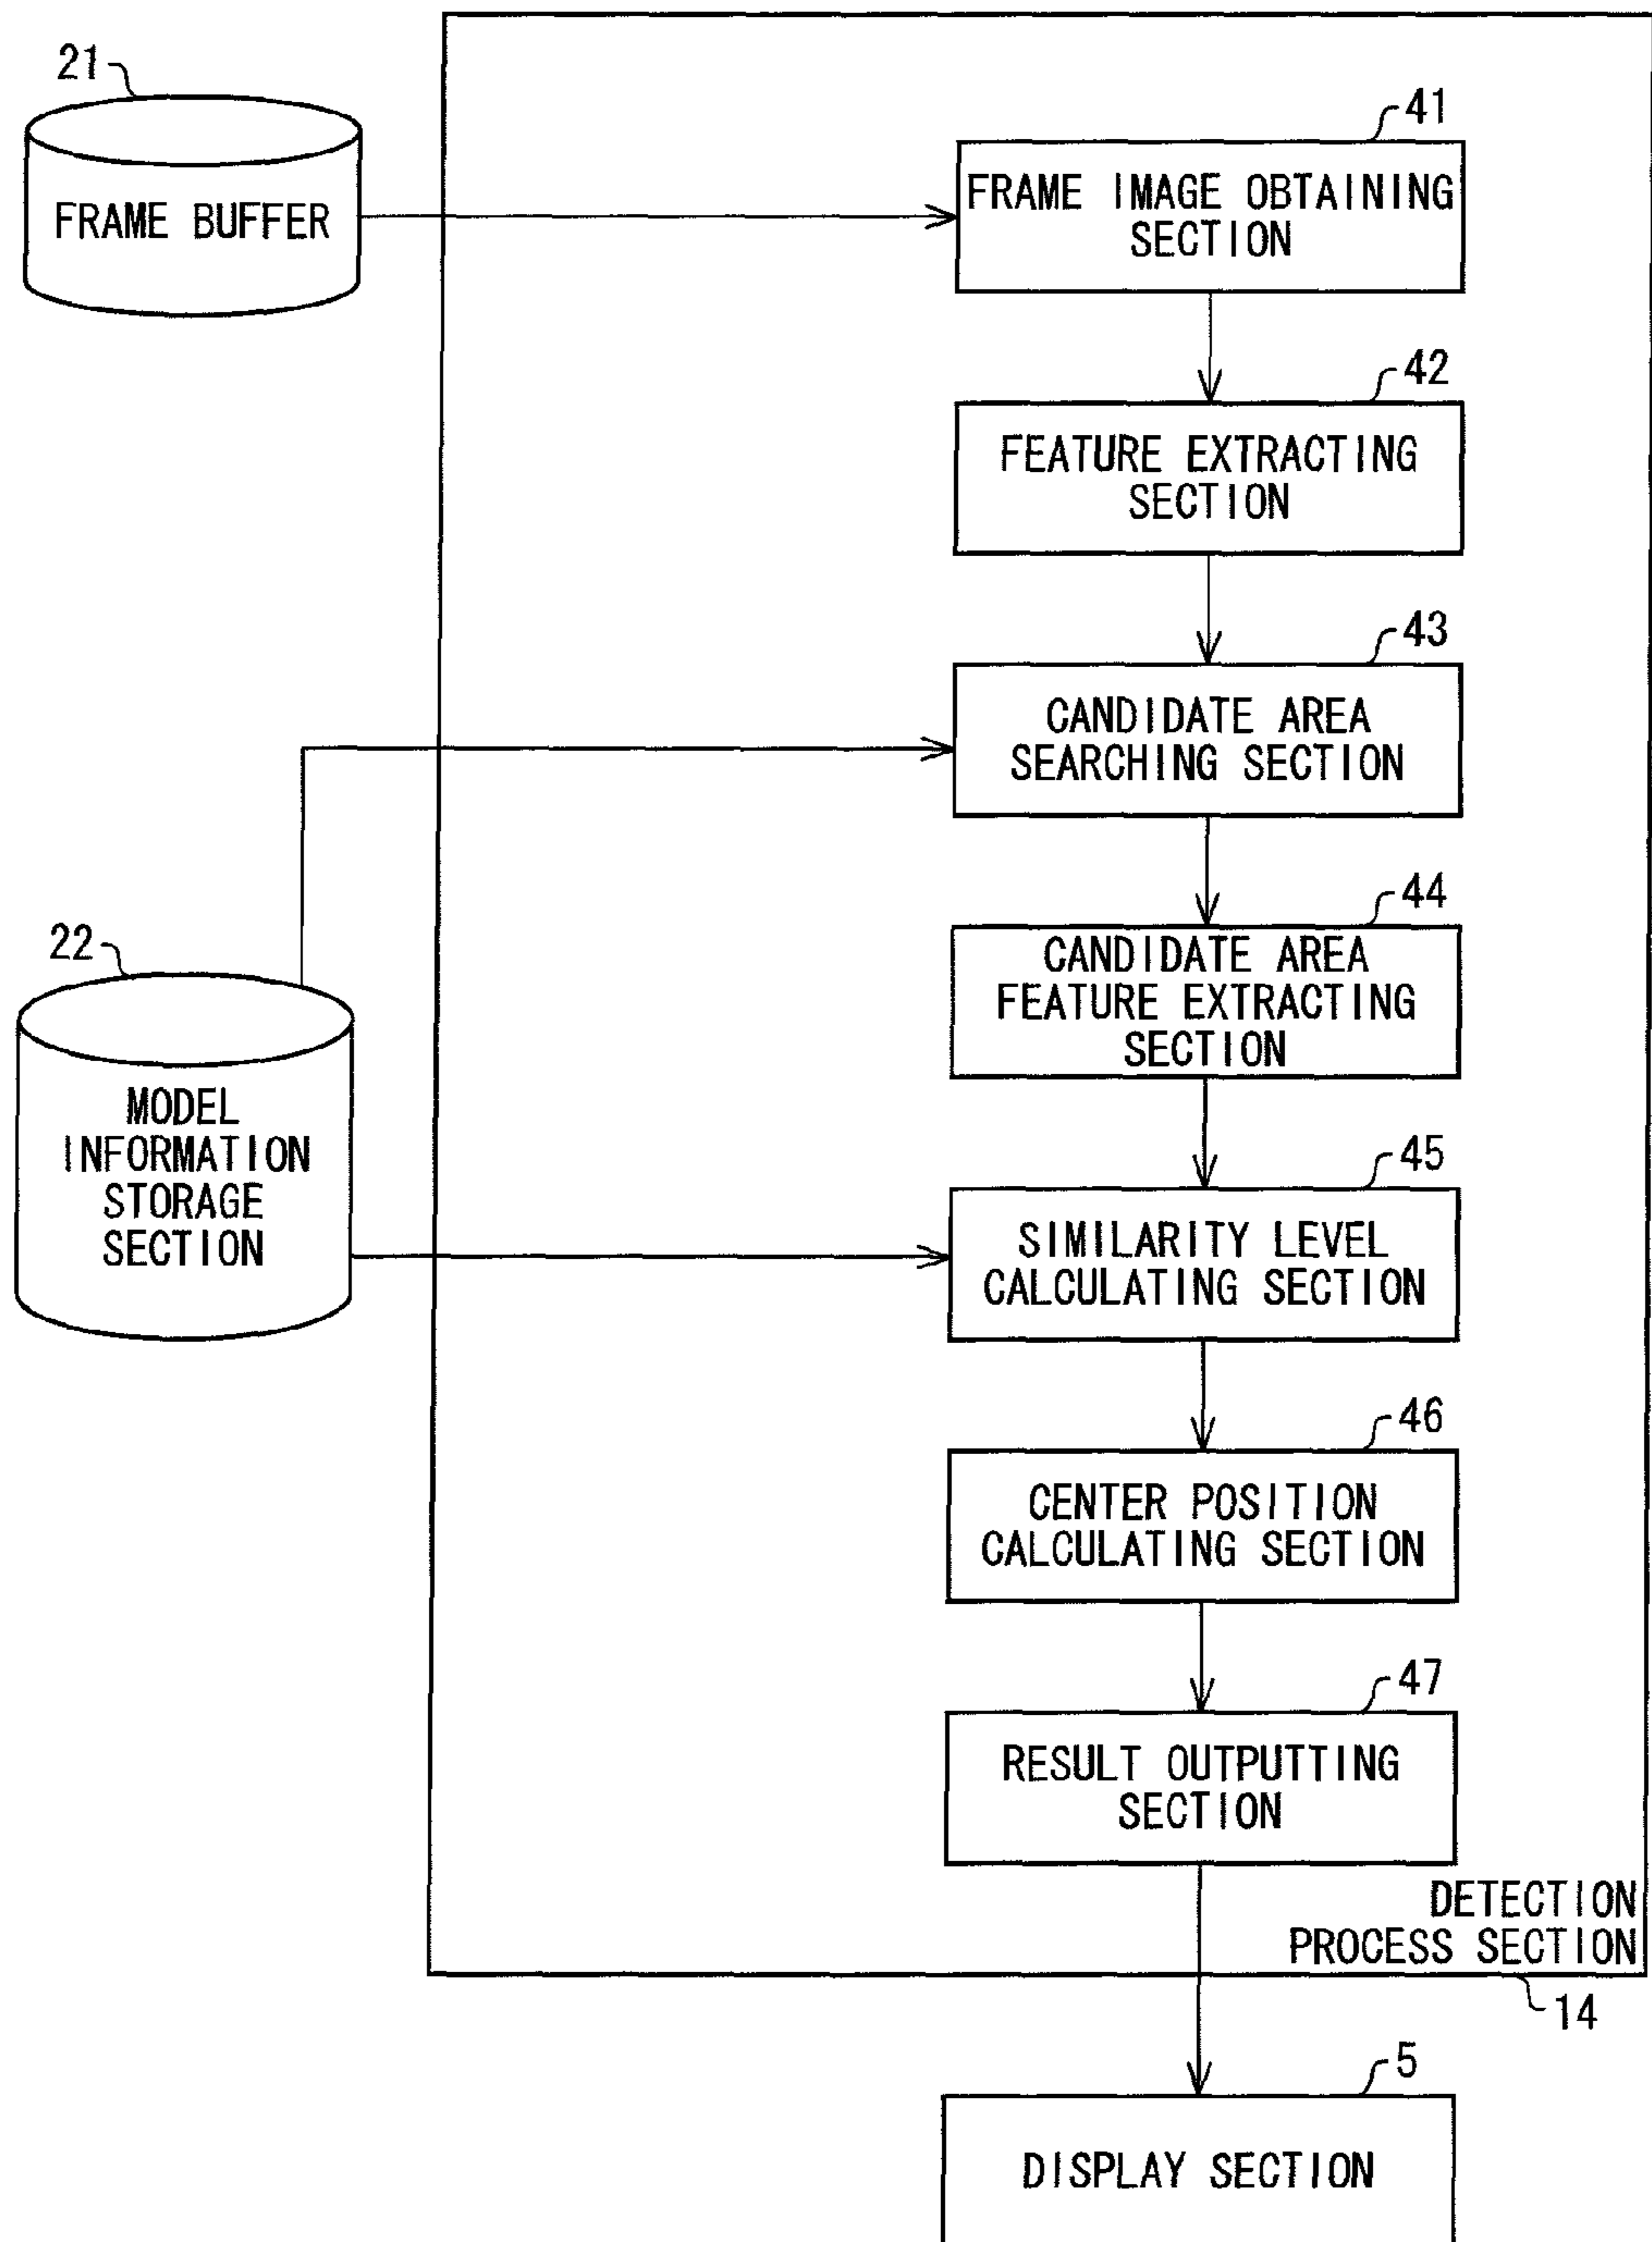 21
FRAME BUFFER
41
FRAME IMAGE OBTAINING
SECTION
42
FEATURE EXTRACTING
SECTION
43
CANDIDATE AREA
SEARCHING SECTION
44
CANDIDATE AREA
FEATURE EXTRACTING
SECTION
22
MODEL
INFORMATION
STORAGE
SECTION
45
SIMILARITY LEVEL
CALCULATING SECTION
46
CENTER POSITION
CALCULATING SECTION
47
RESULT OUTPUTTING
SECTION
DETECTION
PROCESS SECTION
14
5
DISPLAY SECTION